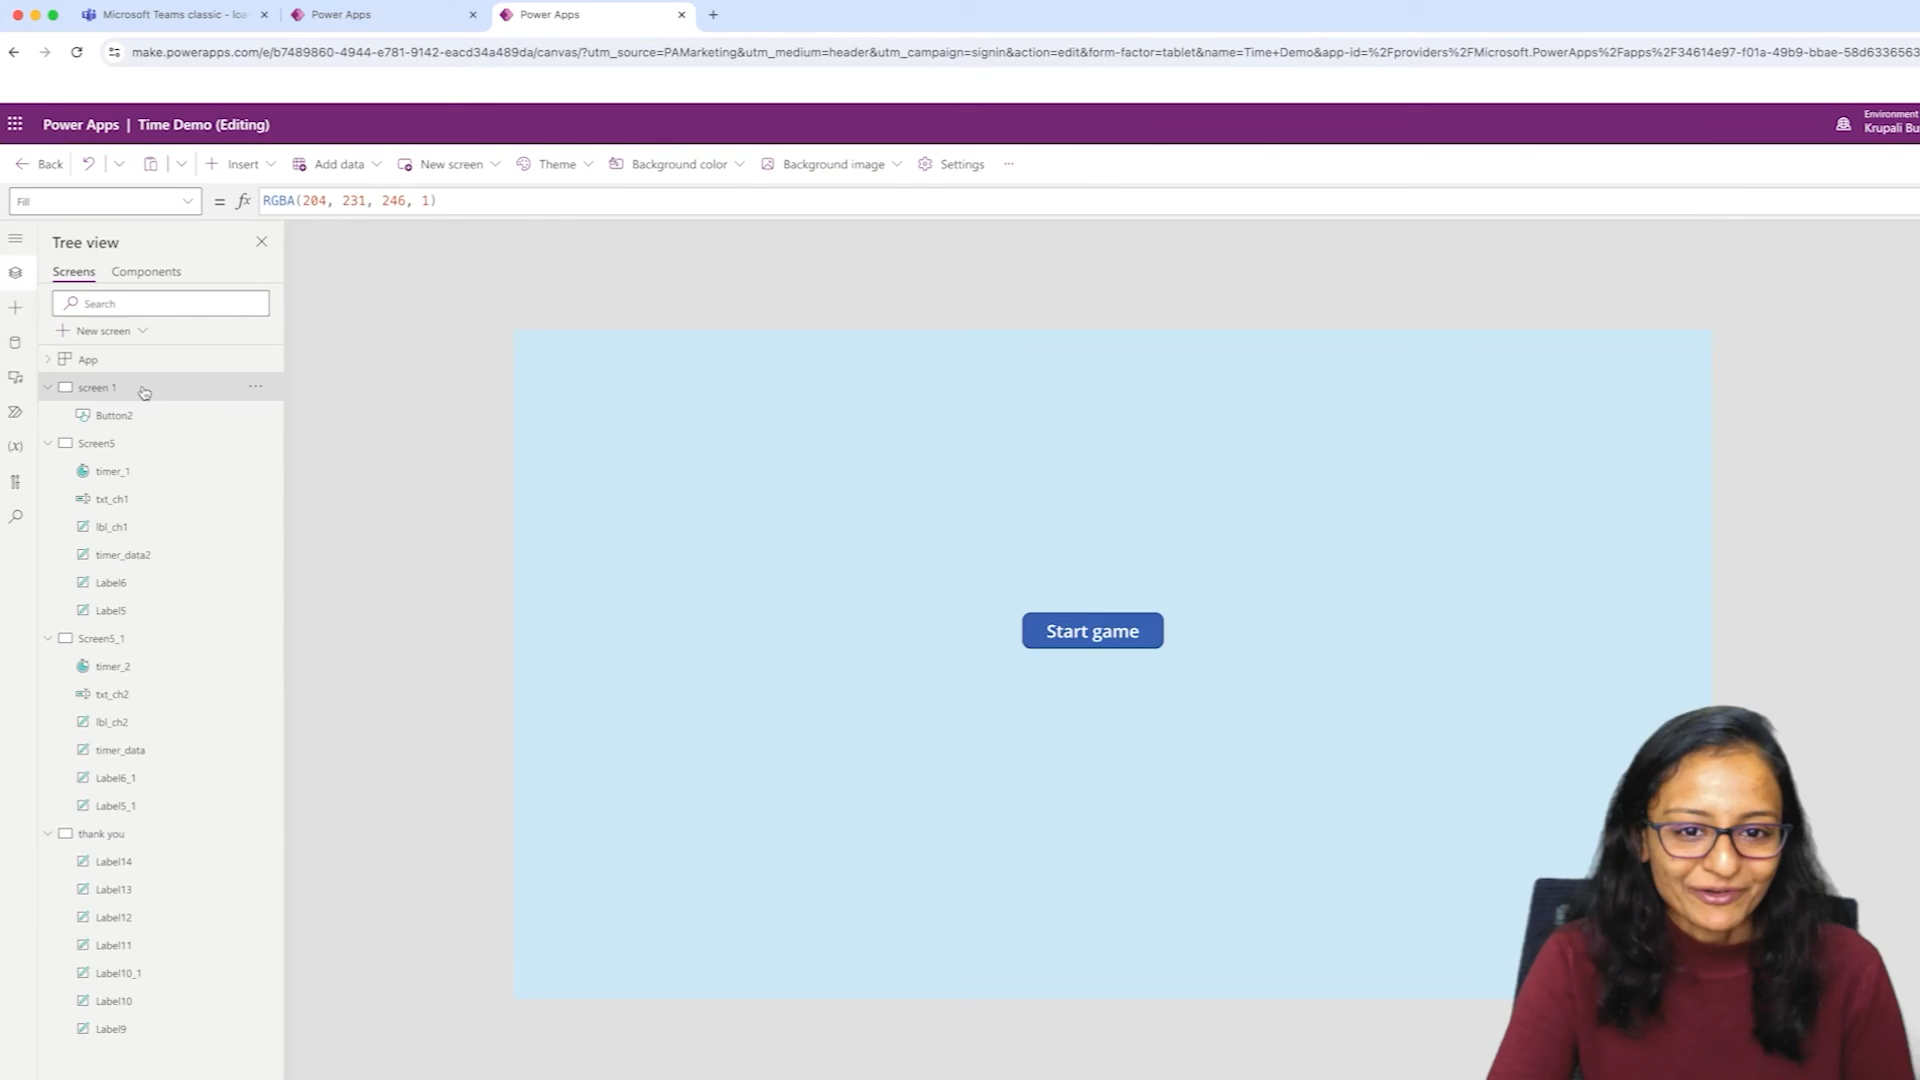 Microsoft Teams classic - loa
Power Apps
Power Apps
make.powerapps.com/e/b7489860-4944-e781-9142-eacd34a489da/canvas/?utm_source=PAMarketing&utm_medium=header&utm_campaign=signin&action=edit&form-factor=tablet&name=Time+Demo&app-id=%2Fproviders%2FMicrosoft.PowerApps%2Fapps%2F34614e97-f01a-49b9-bbae-58d6336563
Power Apps | Time Demo (Editing)
Environment
Krupali Bu
Back Insert Add data New screen Theme Background color Background image Settings ...
Fill = fx RGBA(204, 231, 246, 1)
Tree view
Screens Components
Search
New screen
App
screen 1 ...
Button2
Screen5
timer_1
txt_ch1
lbl_ch1
timer_data2
Label6
Label5
Screen5_1
timer_2
txt_ch2
lbl_ch2
timer_data
Label6_1
Label5_1
thank you
Label14
Label13
Label12
Label11
Label10_1
Label10
Label9
(x)
Start game